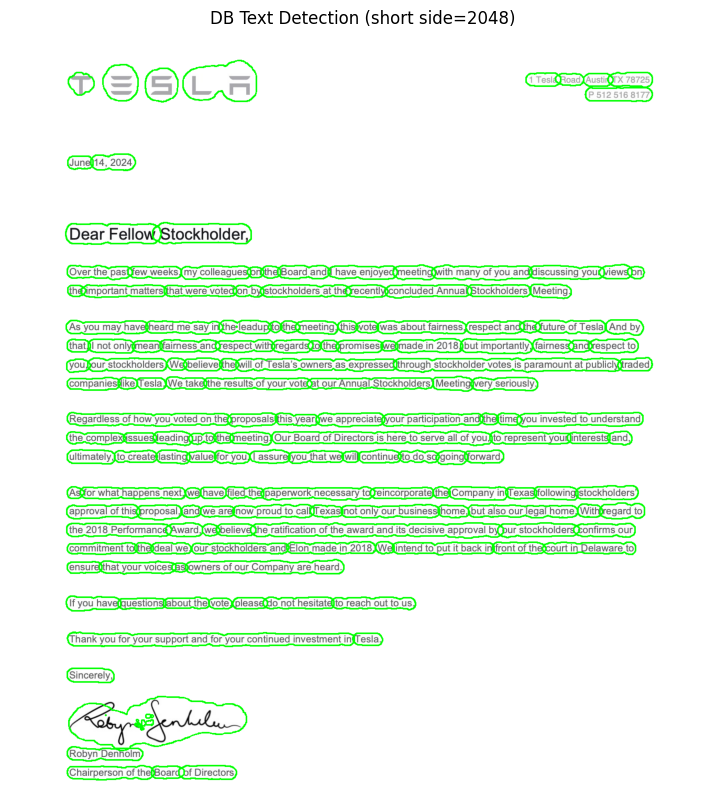 DB Text Detection (short side=2048)
TESLA
1 Tesla Road, Austin TX 78725
P 512 516 8177
June 14, 2024
Dear Fellow Stockholder,
Over the past few weeks, my colleagues on the Board and I have enjoyed meeting with many of you and discussing your views on
the important matters that were voted on by stockholders at the recently concluded Annual Stockholders Meeting.
As you may have heard me say in the leadup to the meeting, this vote was about fairness, respect and the future of Tesla. And by
that, I not only mean fairness and respect with regards to the promises we made in 2018, but importantly, fairness and respect to
you, our stockholders. We believe the will of Tesla's owners as expressed through stockholder votes is paramount at publicly traded
companies like Tesla. We take the results of your vote at our Annual Stockholders Meeting very seriously.
Regardless of how you voted on the proposals this year, we appreciate your participation and the time you invested to understand
the complex issues leading up to the meeting. Our Board of Directors is here to serve all of you, to represent your interests and,
ultimately, to create lasting value for you. I assure you that we will continue to do so going forward.
As for what happens next, we have filed the paperwork necessary to reincorporate the Company in Texas following stockholders
approval of this proposal, and we are now proud to call Texas not only our business home, but also our legal home. With regard to
the 2018 Performance Award, we believe the ratification of the award and its decisive approval by our stockholders confirms our
commitment to the deal we, our stockholders and Elon made in 2018. We intend to put it back in front of the court in Delaware to
ensure that your voices as owners of our Company are heard.
If you have questions about the vote, please do not hesitate to reach out to us.
Thank you for your support and for your continued investment in Tesla.
Sincerely,
Robyn Denholm
Robyn Denholm
Chairperson of the Board of Directors